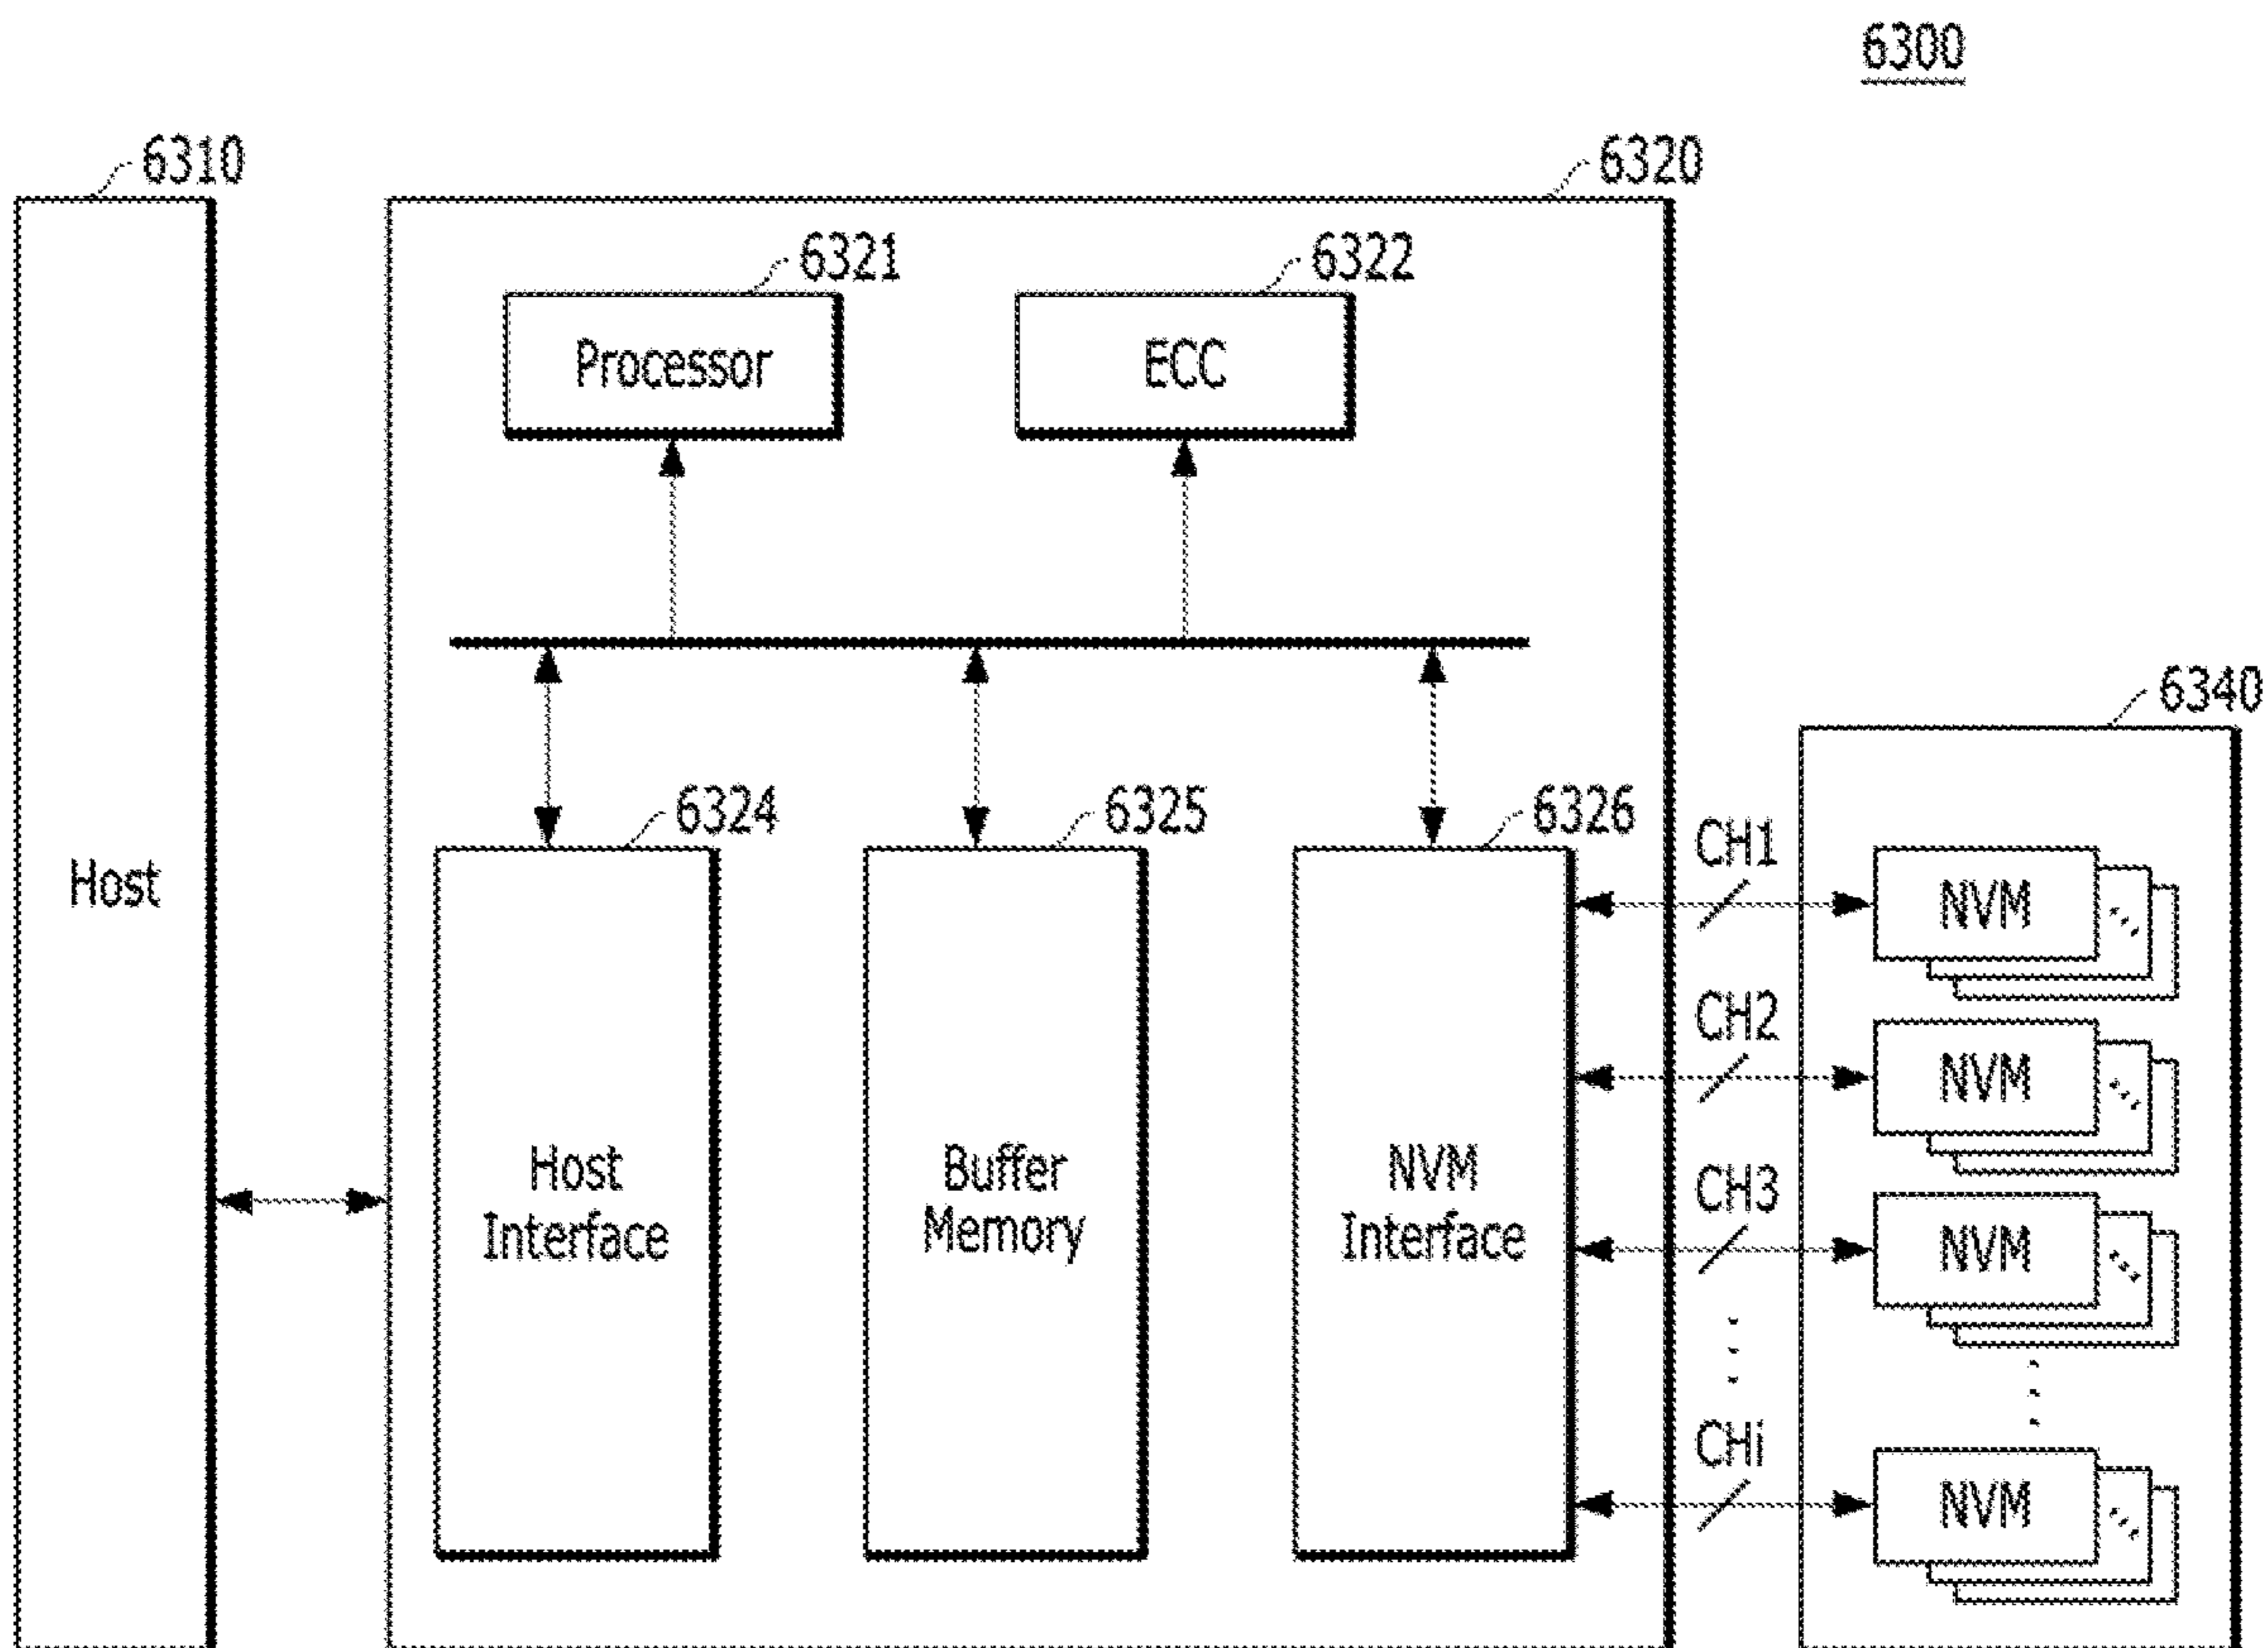 6300
6310
6320
6321
6322
Processor
ECC
6340
6324
6325
6326
CH1
Host
NVM
CH2
NVM
Host
Interface
Buffer
Memory
NVM
Interface
CH3
NVM
CHi
NVM